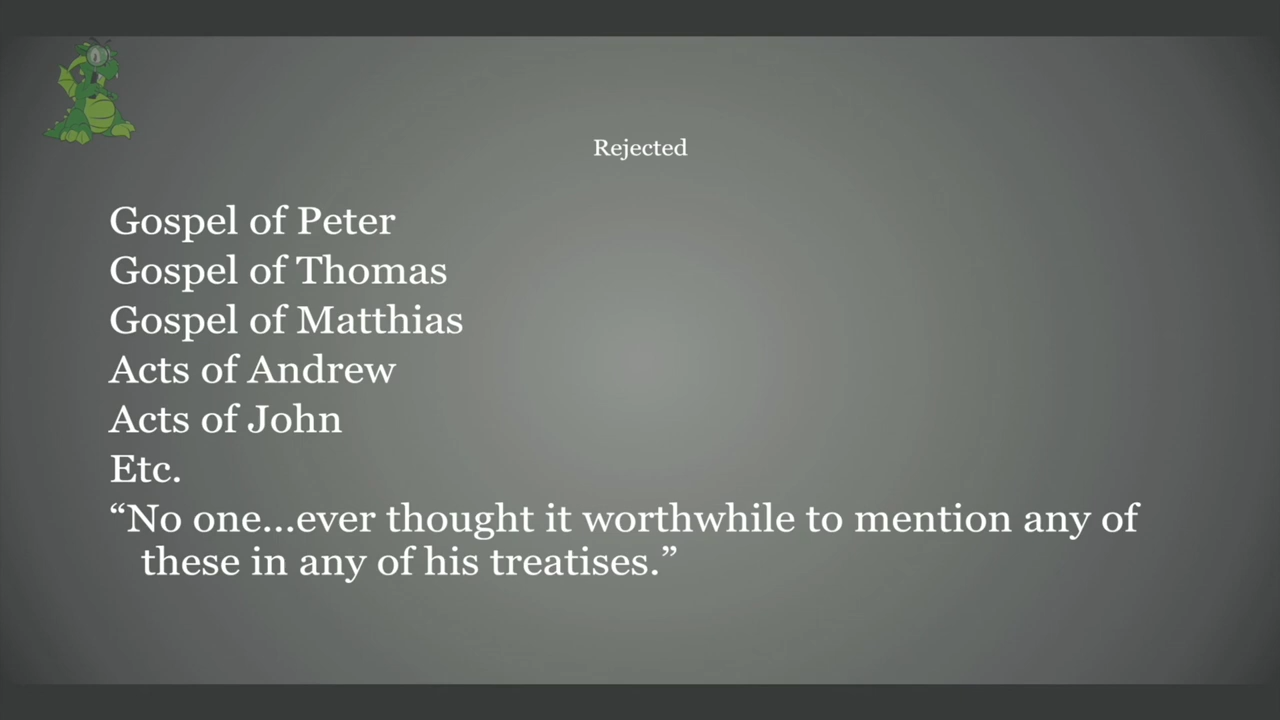 Rejected
Gospel of Peter
Gospel of Thomas
Gospel of Matthias
Acts of Andrew
Acts of John
Etc.
“No one...ever thought it worthwhile to mention any of
these in any of his treatises.”